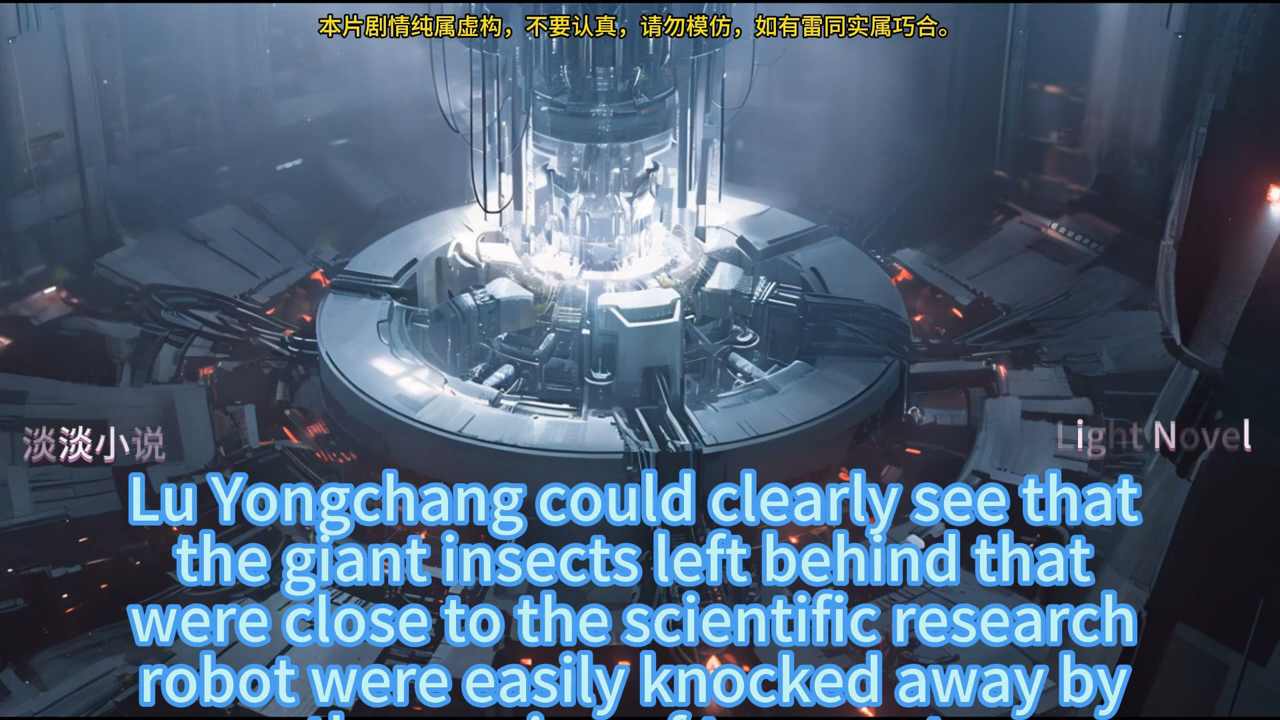 本片剧情纯属虚构，不要认真，请勿模仿，如有雷同实属巧合。
淡淡小说
Light Novel
Lu Yongchang could clearly see that
the giant insects left behind that
were close to the scientific research
robot were easily knocked away by